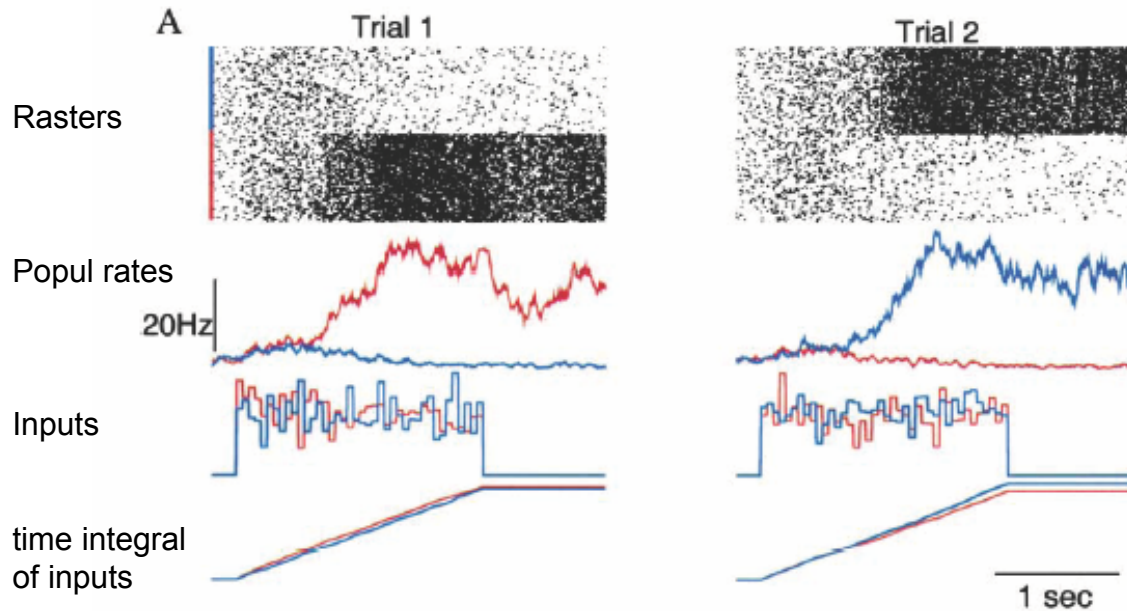 A
Trial 1
Trial 2
Rasters
Popul rates
20Hz
Inputs
time integral
of inputs
1 sec